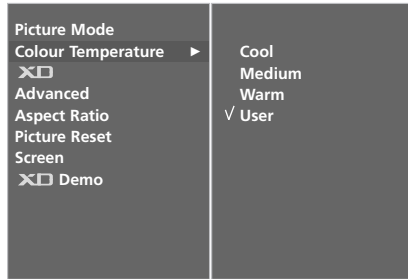 Picture Mode
Colour Temperature ►
XD
Advanced
Aspect Ratio
Picture Reset
Screen
XD Demo
Cool
Medium
Warm
√ User